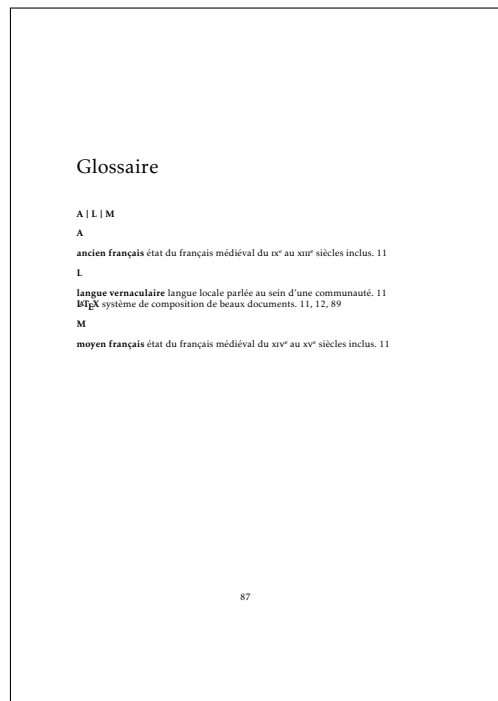 Glossaire
A | L | M
A
ancien français état du français médiéval du IXᵉ au XIIIᵉ siècles inclus. 11
L
langue vernaculaire langue locale parlée au sein d’une communauté. 11
LATEX système de composition de beaux documents. 11, 12, 89
M
moyen français état du français médiéval du XIVᵉ au XVᵉ siècles inclus. 11
87